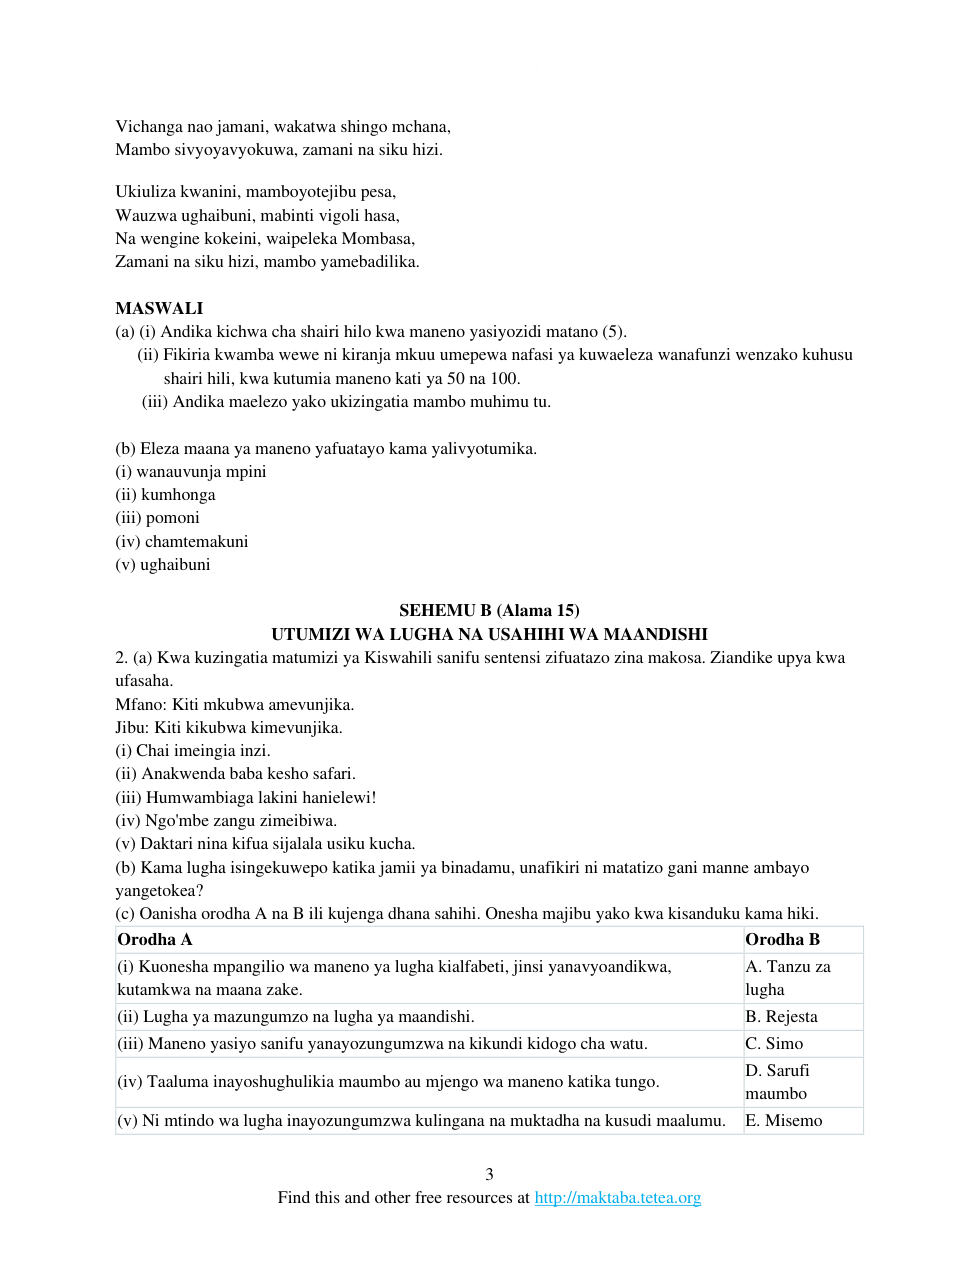 Vichanga nao jamani, wakatwa shingo mchana,
Mambo sivyoyavyokuwa, zamani na siku hizi.
Ukiuliza kwanini, mamboyotejibu pesa,
Wauzwa ughaibuni, mabinti vigoli hasa,
Na wengine kokeini, waipeleka Mombasa,
Zamani na siku hizi, mambo yamebadilika.
MASWALI
(a) (i) Andika kichwa cha shairi hilo kwa maneno yasiyozidi matano (5).
(ii) Fikiria kwamba wewe ni kiranja mkuu umepewa nafasi ya kuwaeleza wanafunzi wenzako kuhusu
shairi hili, kwa kutumia maneno kati ya 50 na 100.
(iii) Andika maelezo yako ukizingatia mambo muhimu tu.
(b) Eleza maana ya maneno yafuatayo kama yalivyotumika.
(i) wanauvunja mpini
(ii) kumhonga
(iii) pomoni
(iv) chamtemakuni
(v) ughaibuni
SEHEMU B (Alama 15)
UTUMIZI WA LUGHA NA USAHIHI WA MAANDISHI
2. (a) Kwa kuzingatia matumizi ya Kiswahili sanifu sentensi zifuatazo zina makosa. Ziandike upya kwa
ufasaha.
Mfano: Kiti mkubwa amevunjika.
Jibu: Kiti kikubwa kimevunjika.
(i) Chai imeingia inzi.
(ii) Anakwenda baba kesho safari.
(iii) Humwambiaga lakini hanielewi!
(iv) Ngo'mbe zangu zimeibiwa.
(v) Daktari nina kifua sijalala usiku kucha.
(b) Kama lugha isingekuwepo katika jamii ya binadamu, unafikiri ni matatizo gani manne ambayo
yangetokea?
(c) Oanisha orodha A na B ili kujenga dhana sahihi. Onesha majibu yako kwa kisanduku kama hiki.
Orodha A Orodha B
(i) Kuonesha mpangilio wa maneno ya lugha kialfabeti, jinsi yanavyoandikwa,
kutamkwa na maana zake.
A. Tanzu za
lugha
(ii) Lugha ya mazungumzo na lugha ya maandishi. B. Rejesta
(iii) Maneno yasiyo sanifu yanayozungumzwa na kikundi kidogo cha watu. C. Simo
(iv) Taaluma inayoshughulikia maumbo au mjengo wa maneno katika tungo.
D. Sarufi
maumbo
(v) Ni mtindo wa lugha inayozungumzwa kulingana na muktadha na kusudi maalumu. E. Misemo
3
Find this and other free resources at http://maktaba.tetea.org